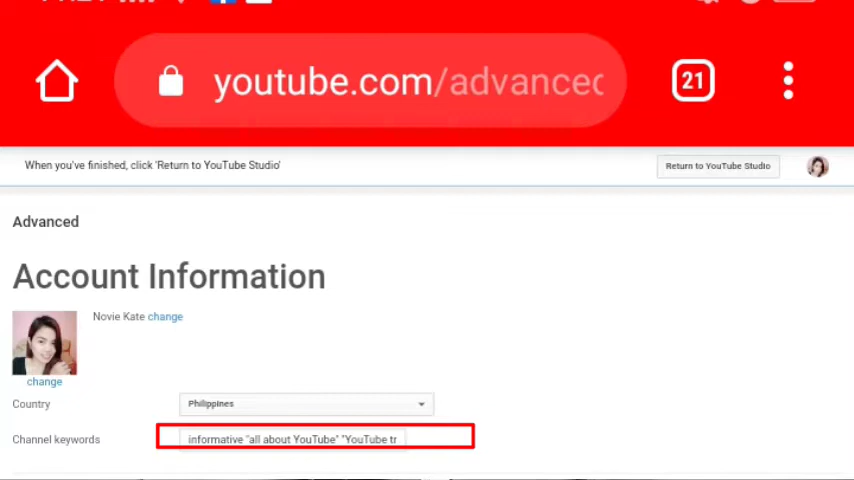 youtube.com/advanced
21
When you've finished, click 'Return to YouTube Studio'
Return to YouTube Studio
Advanced
Account Information
Novie Kate change
change
Country
Philippines
Channel keywords
informative "all about YouTube" "YouTube tr